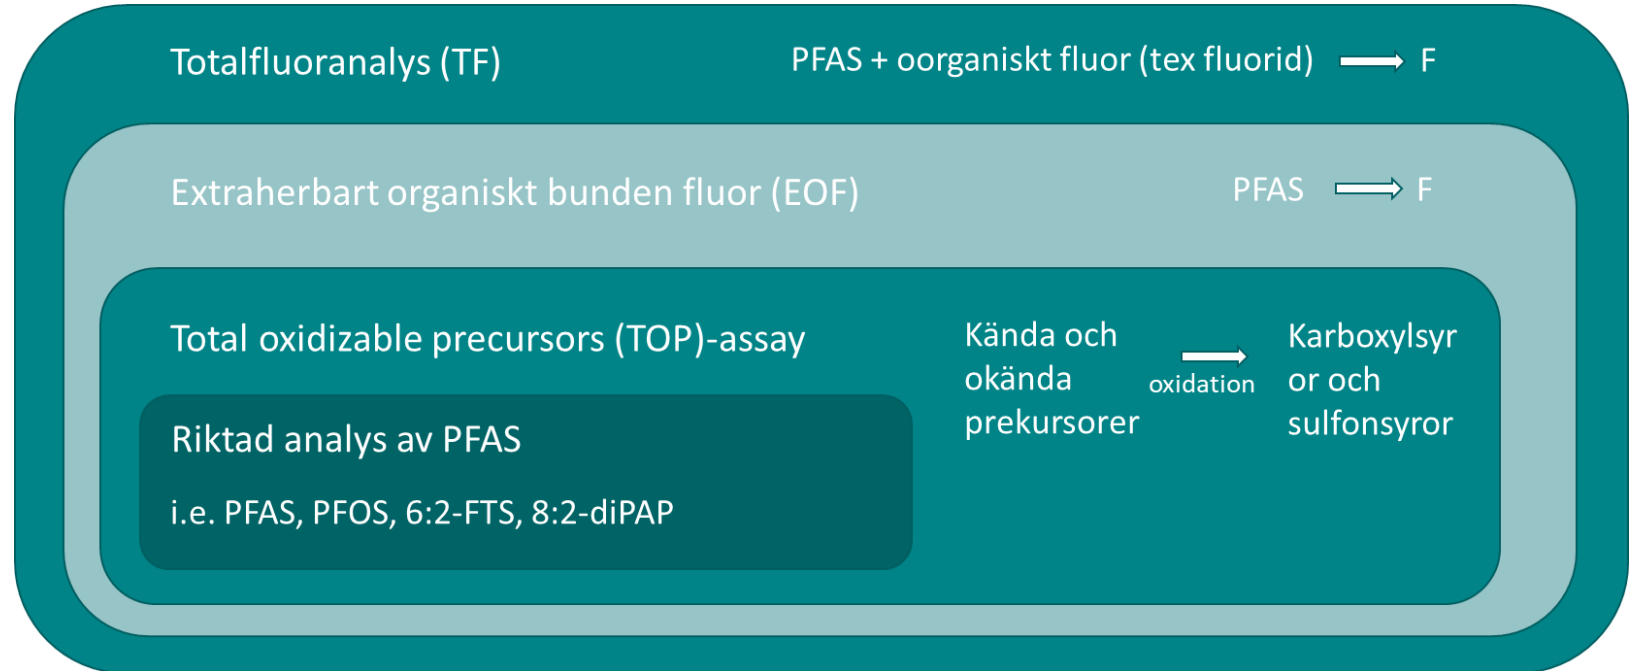 Totalfluoranalys (TF)
PFAS + oorganiskt fluor (tex fluorid) → F
Extraherbart organiskt bunden fluor (EOF)
PFAS → F
Total oxidizable precursors (TOP)-assay
Kända och
okända
prekursorer
oxidation
Karboxylsyr
or och
sulfonsyror
Riktad analys av PFAS
i.e. PFAS, PFOS, 6:2-FTS, 8:2-diPAP